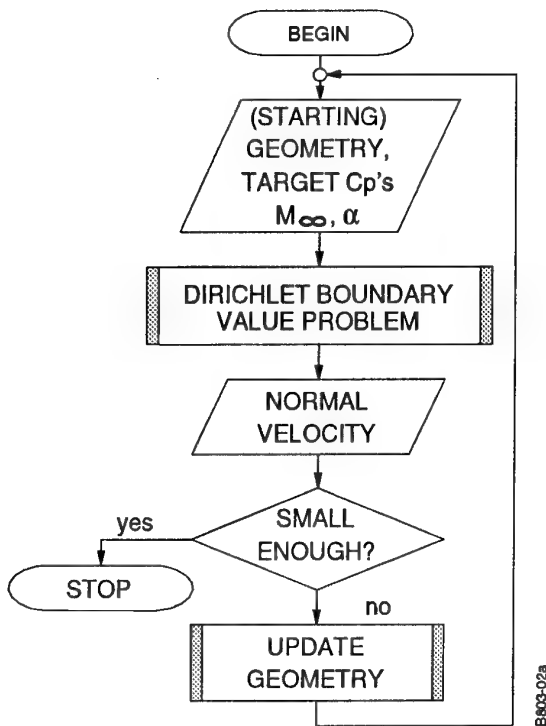 BEGIN
(STARTING)
GEOMETRY,
TARGET Cp's
M∞, α
DIRICHLET BOUNDARY
VALUE PROBLEM
NORMAL
VELOCITY
SMALL
ENOUGH?
yes
STOP
no
UPDATE
GEOMETRY
R803-02a